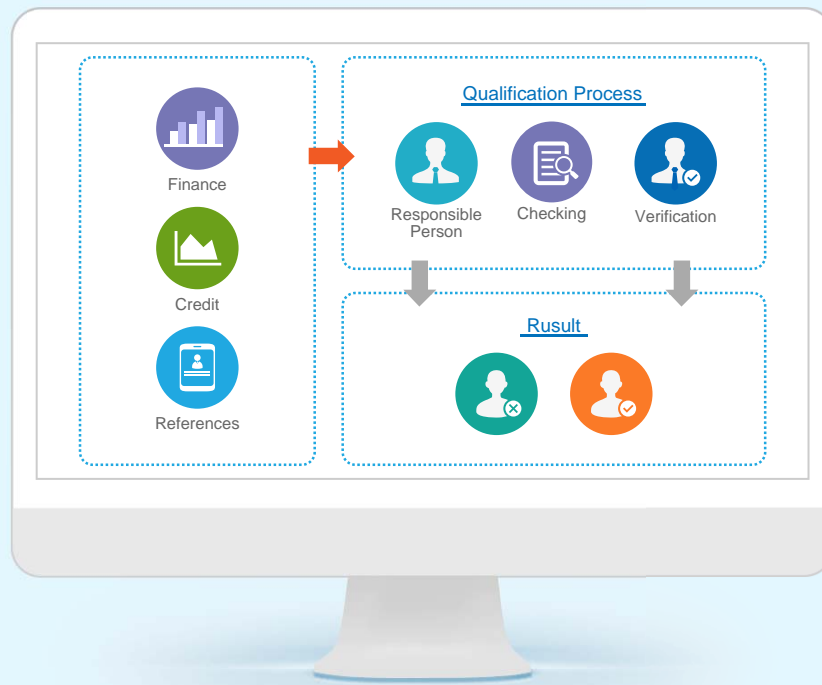 Finance
Credit
References
Qualification Process
Responsible
Person
Checking
Verification
Rusult